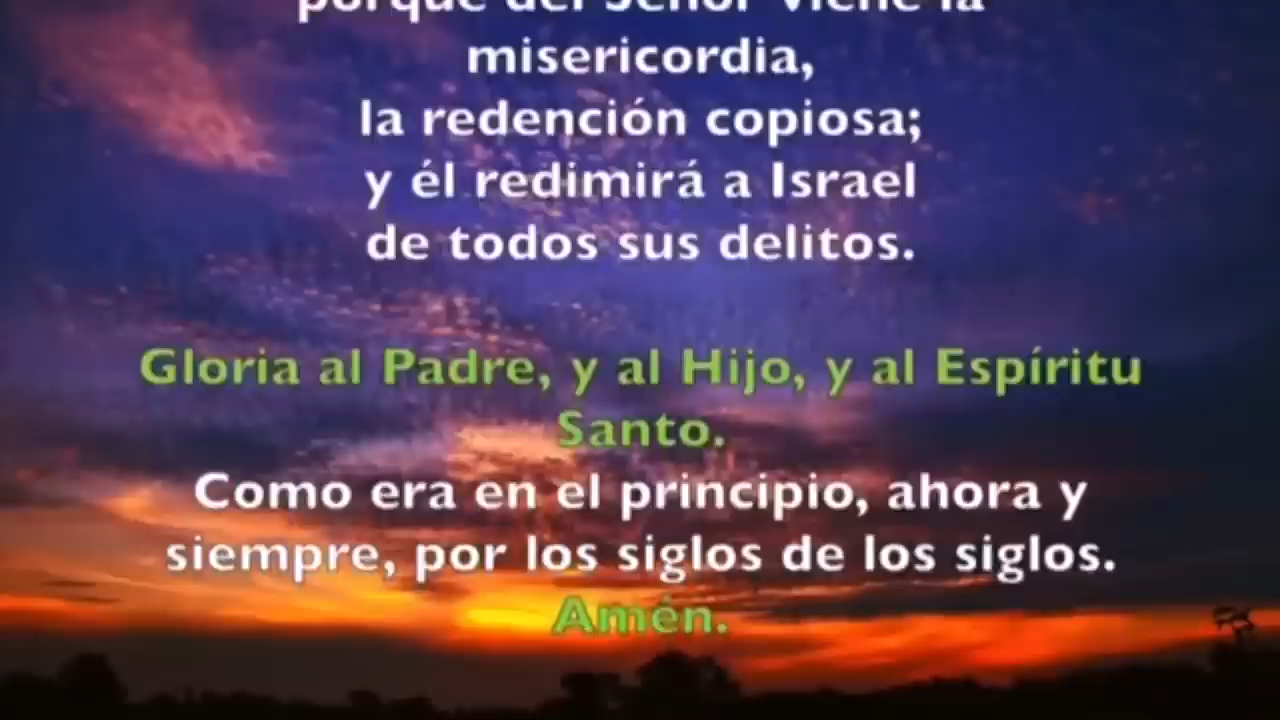 porque del Señor viene la
misericordia,
la redención copiosa;
y él redimirá a Israel
de todos sus delitos.
Gloria al Padre, y al Hijo, y al Espíritu
Santo.
Como era en el principio, ahora y
siempre, por los siglos de los siglos.
Amén.